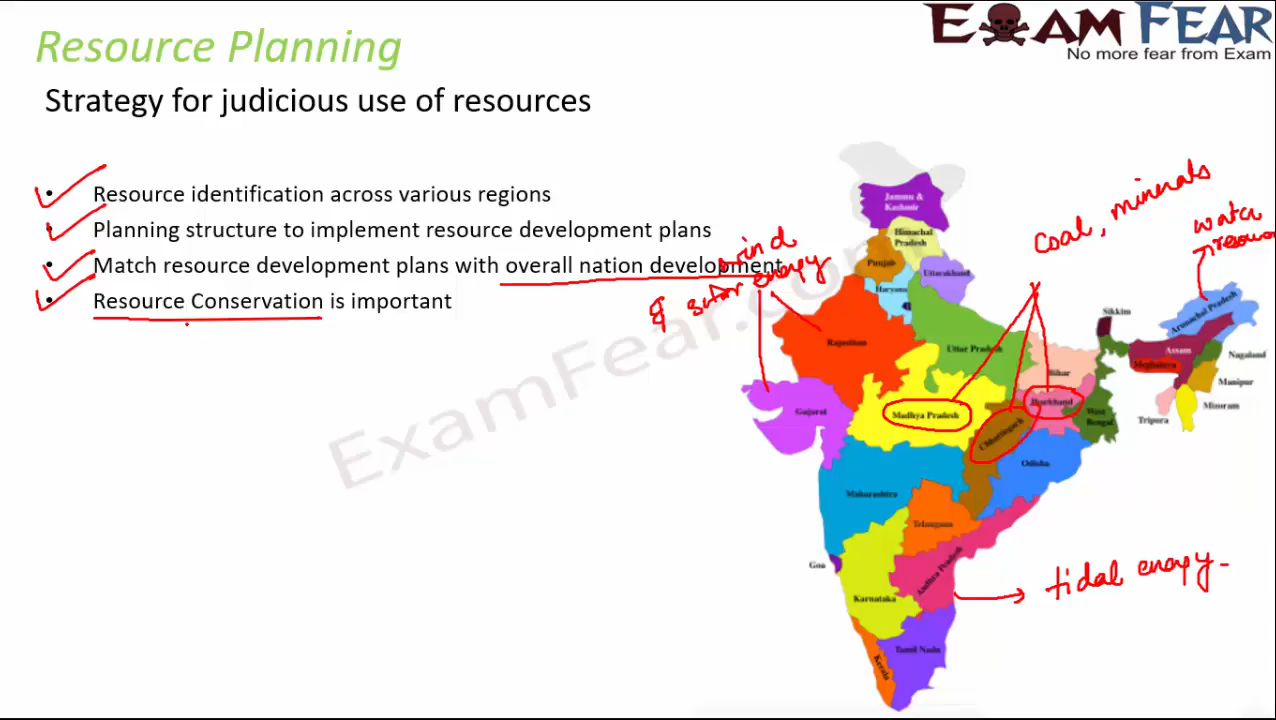 EXAM FEAR
No more fear from Exam
Resource Planning
Strategy for judicious use of resources
• Resource identification across various regions
• Planning structure to implement resource development plans
• Match resource development plans with overall nation development
• Resource Conservation is important
wind
& solar energy
coal, minerals
water
tidal energy
ExamFear.com
Jammu &
Kashmir
Himachal
Pradesh
Punjab
Uttarakhand
Haryana
Rajasthan
Uttar Pradesh
Bihar
Sikkim
Arunachal Pradesh
Assam
Nagaland
Meghalaya
Manipur
Mizoram
Tripura
Gujarat
Madhya Pradesh
Jharkhand
West
Bengal
Chhattisgarh
Odisha
Maharashtra
Telangana
Goa
Andhra Pradesh
Karnataka
Tamil Nadu
Kerala